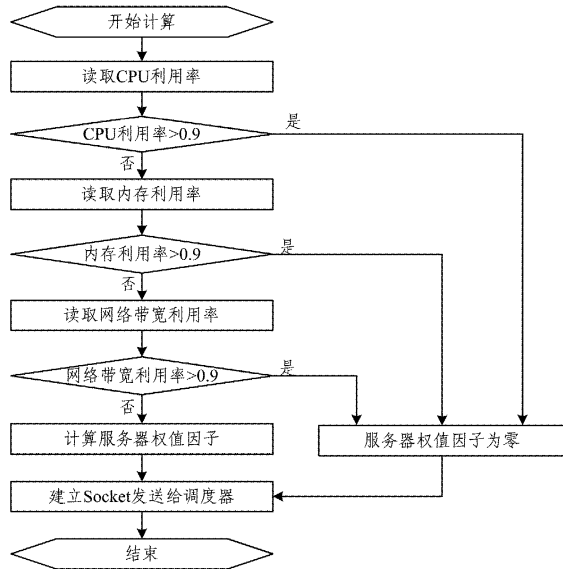 开始计算
读取CPU利用率
CPU利用率>0.9
是
否
读取内存利用率
内存利用率>0.9
是
否
读取网络带宽利用率
网络带宽利用率>0.9
是
否
计算服务器权值因子
服务器权值因子为零
建立Socket发送给调度器
结束